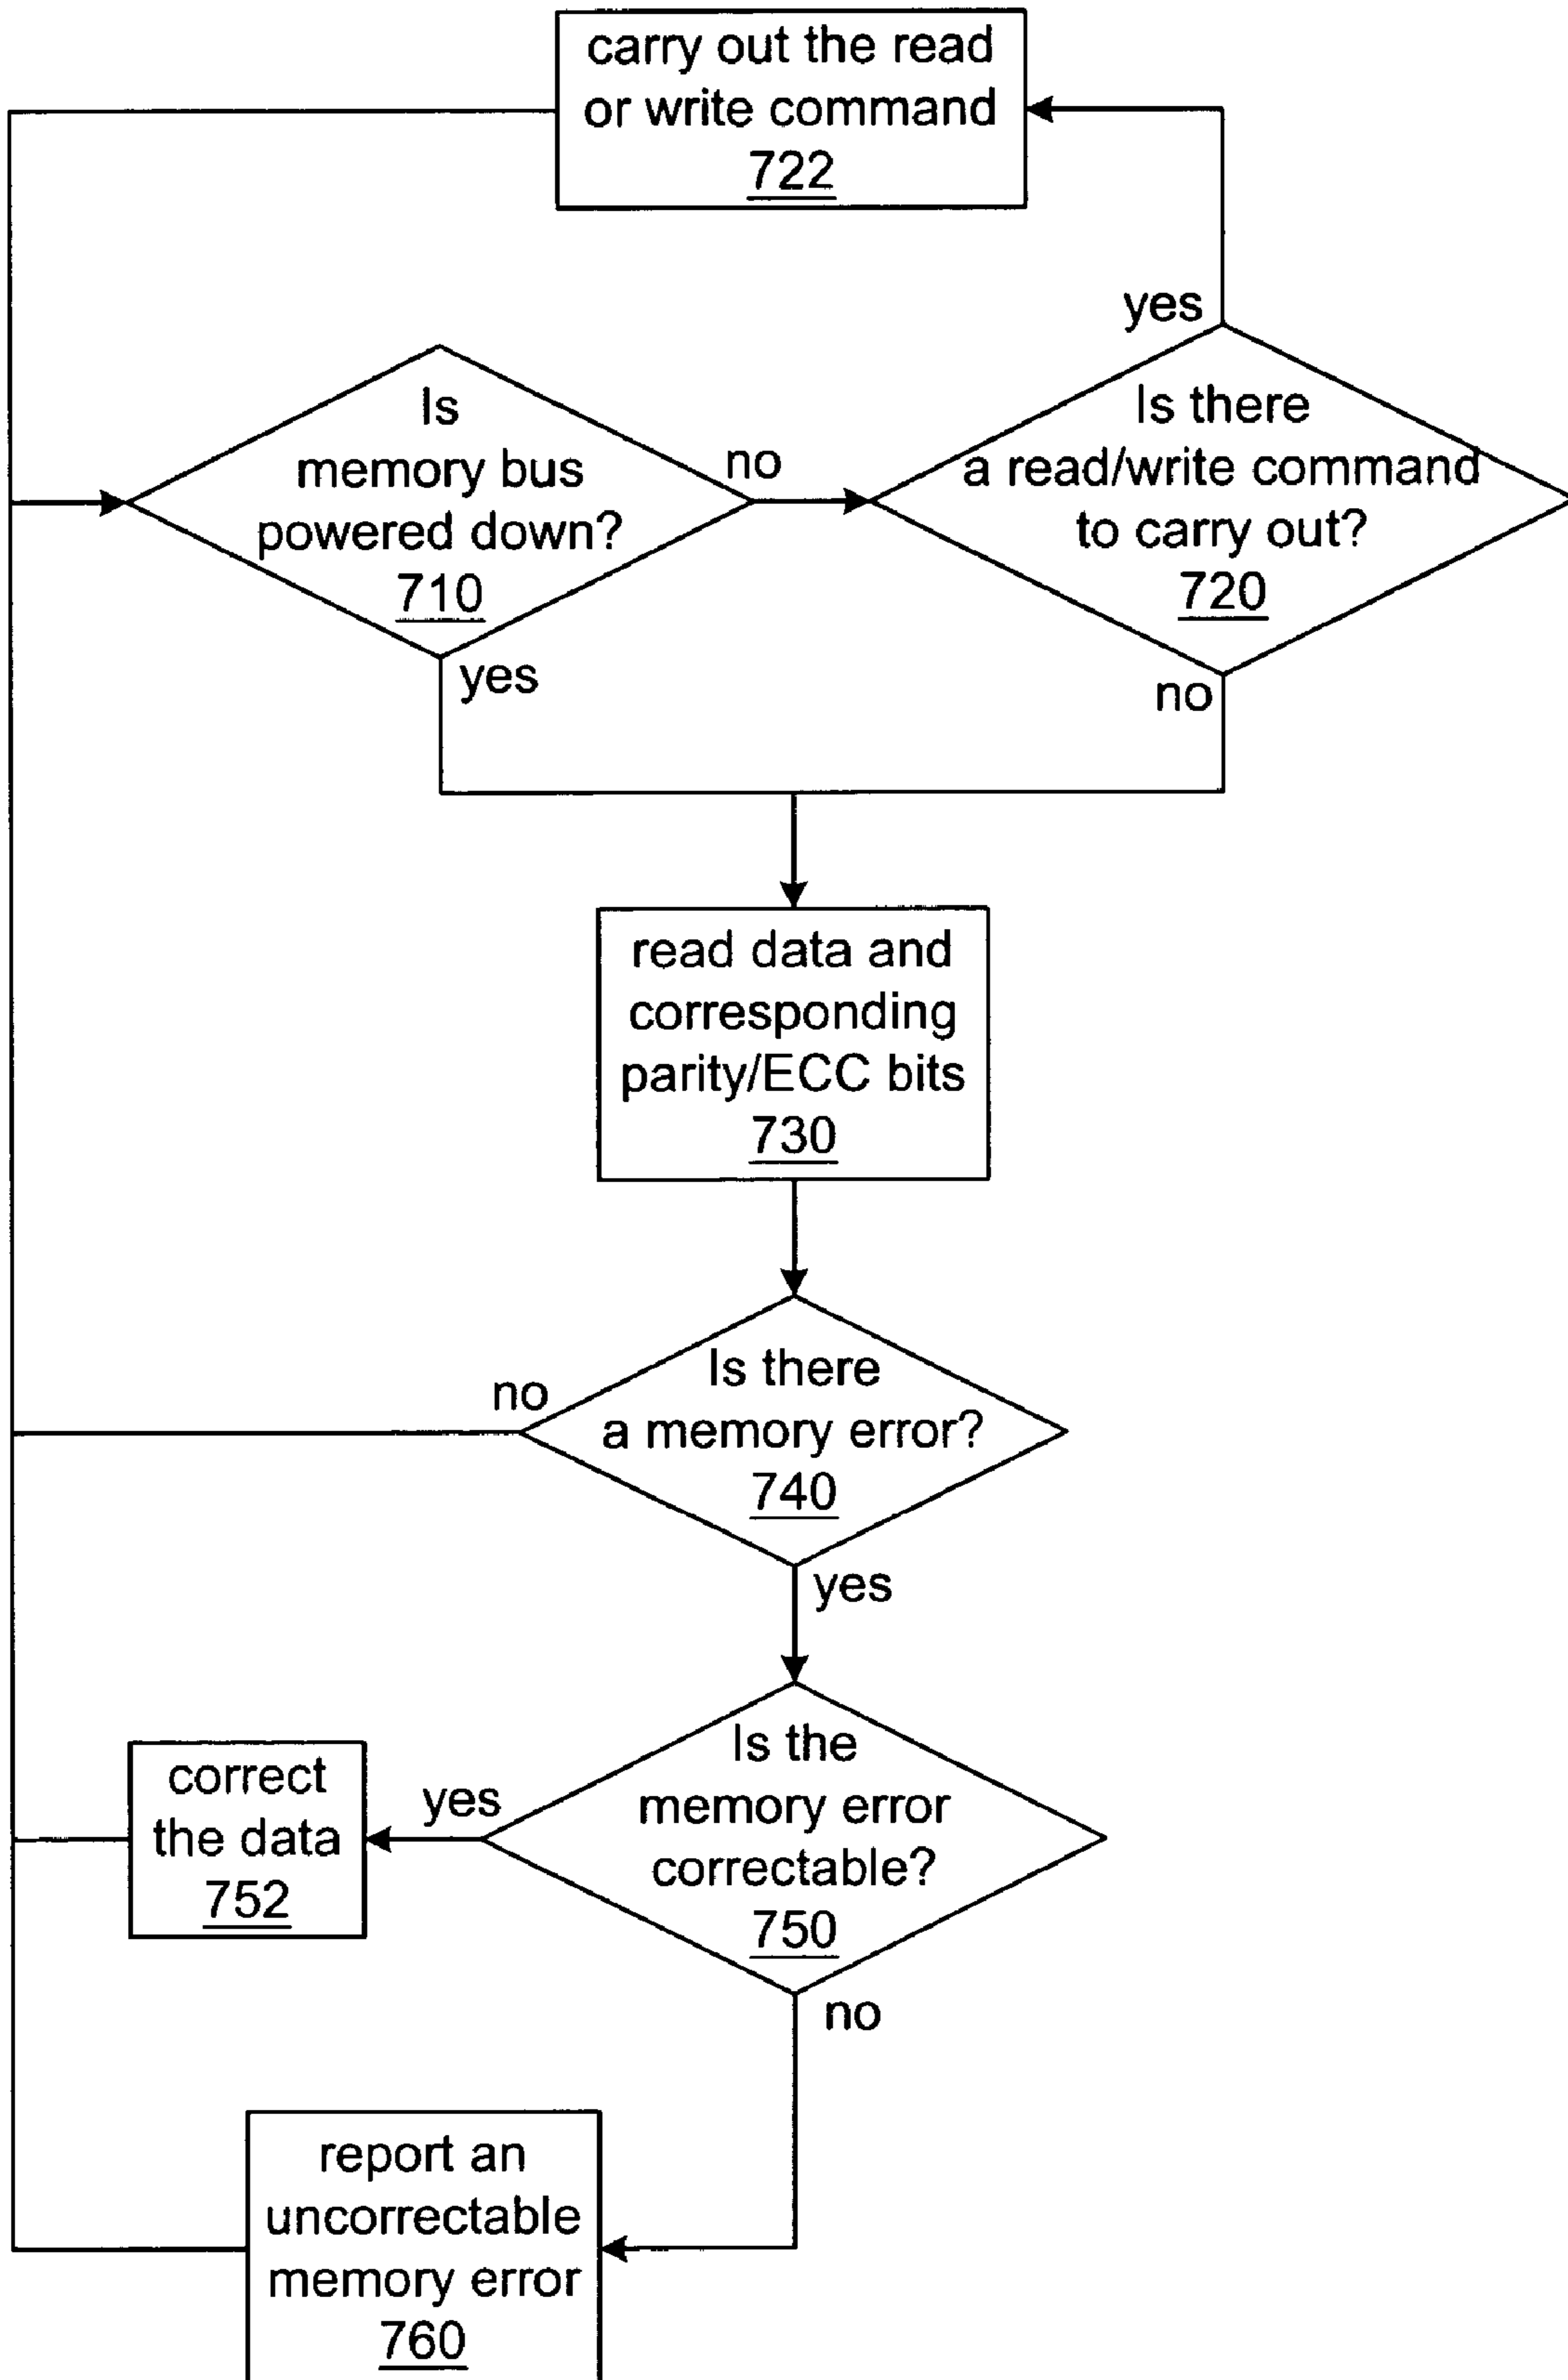 carry out the read
or write command
722
yes
Is
memory bus
powered down?
710
no
Is there
a read/write command
to carry out?
720
yes
no
read data and
corresponding
parity/ECC bits
730
no
Is there
a memory error?
740
yes
correct
the data
752
yes
Is the
memory error
correctable?
750
no
report an
uncorrectable
memory error
760